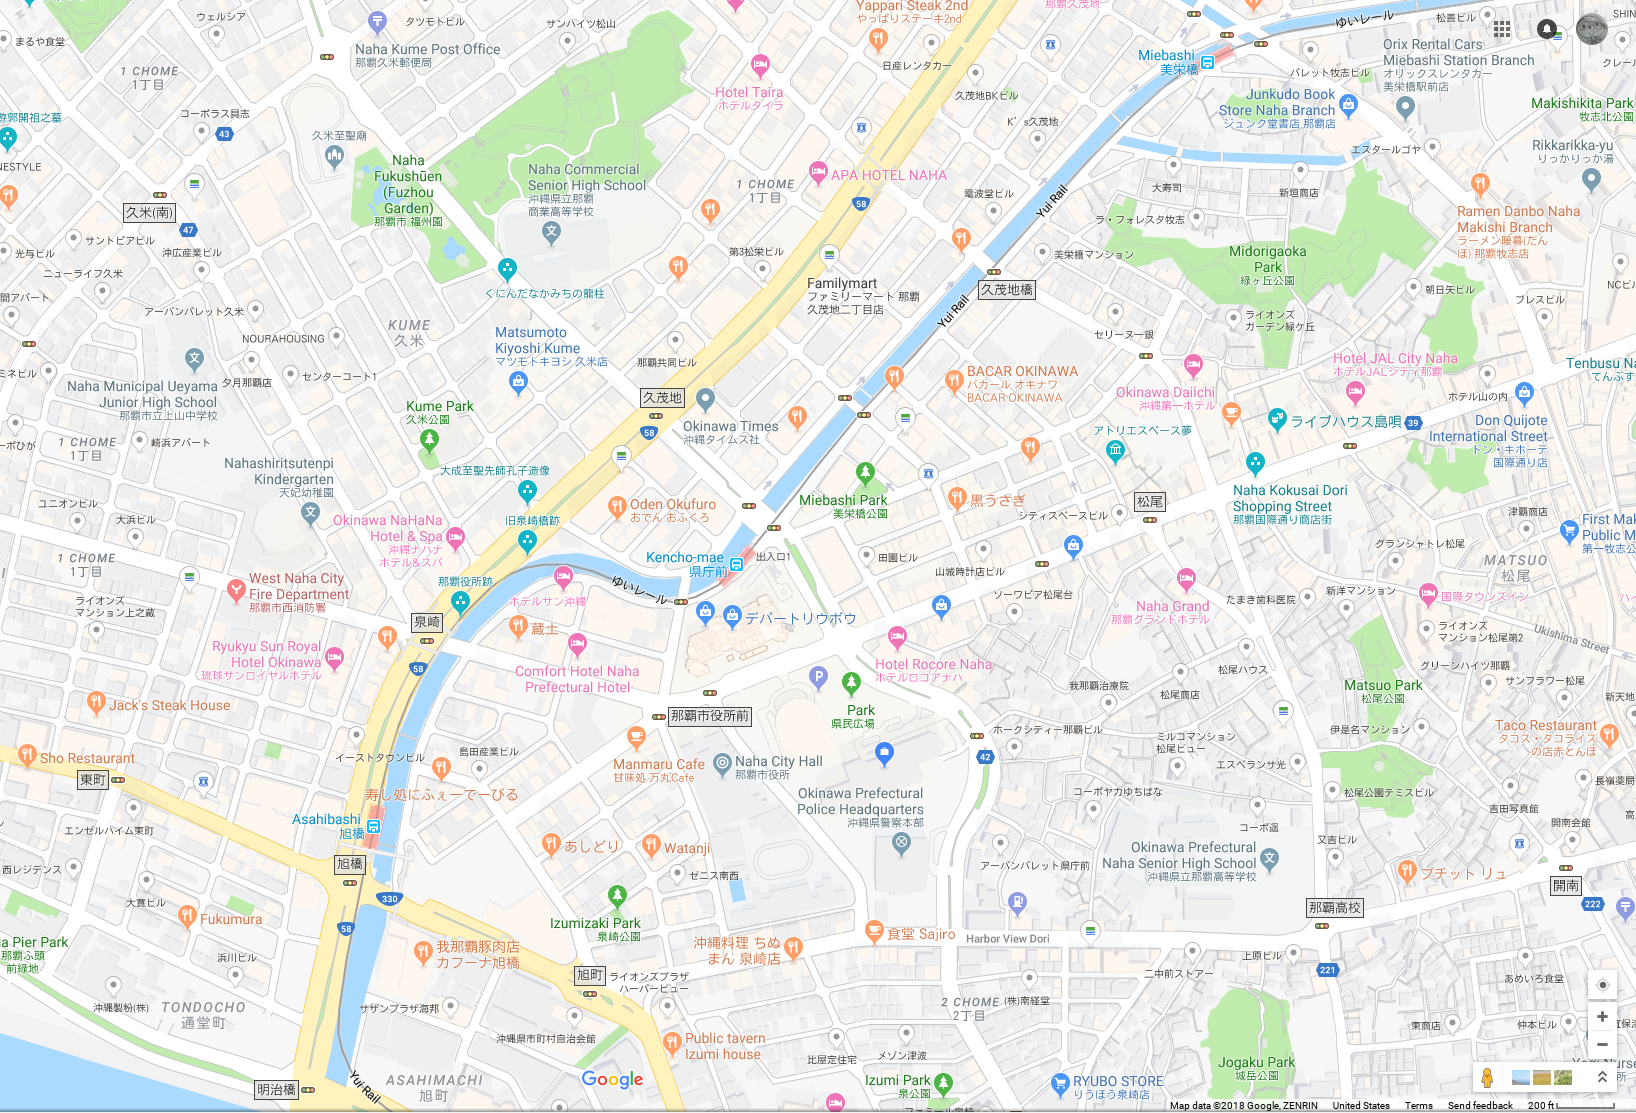 ウェルシア
タツモトビル
サンハイツ松山
Yappari Steak 2nd
やっぱりステーキ2nd
那覇久茂地
ゆいレール
松善ビル
まるや食堂
Naha Kume Post Office
那覇久米郵便局
日産レンタカー
Miebashi
美栄橋
Orix Rental Cars
Miebashi Station Branch
オリックスレンタカー
美栄橋駅前店
パレット牧志ビル
1 CHOME
1丁目
Hotel Taira
ホテルタイラ
久茂地BKビル
Junkudo Book
Store Naha Branch
ジュンク堂書店 那覇店
Makishikita Park
牧志北公園
コーポラス具志
43
遊郭開祖之墓
久米至聖廟
K's久茂地
エスタールゴヤ
Rikkarikka-yu
りっかりっか湯
NESTYLE
Naha
Fukushūen
(Fuzhou
Garden)
那覇市 福州園
Naha Commercial
Senior High School
沖縄県立那覇
商業高等学校
1 CHOME
1丁目
APA HOTEL NAHA
電波堂ビル
58
Yui Rail
大寿司
新垣商店
久米(南)
47
ラ・フォレスタ牧志
Ramen Danbo Naha
Makishi Branch
ラーメン暖暮(だん
ぼ) 那覇牧志店
サントピアビル
沖広産業ビル
光与ビル
第3松栄ビル
美栄橋マンション
Midorigaoka
Park
緑ヶ丘公園
ニューライフ久米
くにんだなかみちの龍柱
Familymart
ファミリーマート 那覇
久茂地二丁目店
久茂地橋
朝日矢ビル
NCビル
ブレスビル
間アパート
アーバンパレット久米
KUME
久米
Matsumoto
Kiyoshi Kume
マツモトキヨシ 久米店
Yui Rail
ライオンズ
ガーデン緑ヶ丘
セリーヌ一銀
NOURAHOUSING
那覇共同ビル
Hotel JAL City Naha
ホテルJALシティ那覇
Tenbusu Na
てんぶす
ミネビル
Naha Municipal Ueyama
Junior High School
那覇市立上山中学校
夕月那覇店
センターコート1
BACAR OKINAWA
バカール オキナワ
BACAR OKINAWA
Okinawa Daiichi
沖縄第一ホテル
ホテル山の内
Kume Park
久米公園
久茂地
58
Okinawa Times
沖縄タイムス社
ライブハウス島唄
39
Don Quijote
International Street
ドン・キホーテ
国際通り店
1 CHOME
1丁目
崎浜アパート
アトリエスペース夢
Nahashiritsutenpi
Kindergarten
天妃幼稚園
大成至聖先師孔子造像
Naha Kokusai Dori
Shopping Street
那覇国際通り商店街
ユニオンビル
大浜ビル
Okinawa NaHaNa
Hotel & Spa
沖縄ナハナ
ホテル&スパ
旧泉崎橋跡
Oden Okufuro
おでん おふくろ
Miebashi Park
美栄橋公園
黒うさぎ
シティスペースビル
松尾
津覇ビル
First Mak
Public M
第一牧志公
グランシャトレ松尾
MATSUO
松尾
1 CHOME
1丁目
Kencho-mae
県庁前
出入口1
田園ビル
山城時計店ビル
West Naha City
Fire Department
那覇市西消防署
那覇役所跡
ホテルサン沖縄
ゆいレール
ソーワピア松尾台
Naha Grand
那覇グランドホテル
たまき歯科医院
新洋マンション
国際タウンズイン
ライオンズ
マンション上之蔵
泉崎
蔵土
デパートリウボウ
ライオンズ
マンション松尾第2
Ukishima Street
Ryukyu Sun Royal
Hotel Okinawa
琉球サンロイヤルホテル
58
Comfort Hotel Naha
Prefectural Hotel
Hotel Rocore Naha
ホテルロコアナハ
松尾ハウス
グリーンハイツ那覇
Jack's Steak House
我那覇治療院
松尾商店
Matsuo Park
松尾公園
サンフラワー松尾
新天地
Park
県民広場
那覇市役所前
ホークシティー那覇ビル
ミルコマンション
松尾ビュー
伊是名マンション
Taco Restaurant
タコス・タコライス
の店赤とんぼ
Sho Restaurant
東町
イーストタウンビル
島田産業ビル
Manmaru Cafe
甘味処 万丸Cafe
Naha City Hall
那覇市役所
42
エスペランサ光
寿し処にふぇーでーびる
Okinawa Prefectural
Police Headquarters
沖縄県警察本部
コーポヤカゆちばな
松尾公園テミスビル
長嶺薬局
吉田写真館
Asahibashi
旭橋
エンゼルハイム東町
あしどり
Watanji
コーポ遥
又吉ビル
開南会館
旭橋
西レジデンス
ゼニス南西
アーバンパレット県庁前
Okinawa Prefectural
Naha Senior High School
沖縄県立那覇高等学校
プチット リュ
開南
330
大寛ビル
Fukumura
58
Izumizaki Park
泉崎公園
那覇高校
222
食堂 Sajiro
Harbor View Dori
a Pier Park
那覇ふ頭
前緑地
我那覇豚肉店
カフーナ旭橋
沖縄料理 ちぬ
まん 泉崎店
浜川ビル
旭町
ライオンズプラザ
ハーバービュー
上原ビル
二中前ストアー
221
あめいろ食堂
沖縄製粉(株)
TONDOCHO
通堂町
サザンプラザ海邦
2 CHOME
2丁目
(株)南経堂
東商店
仲本ビル
沖縄県市町村自治会館
Public tavern
Izumi house
比屋定住宅
メゾン津波
Jogaku Park
城岳公園
明治橋
Yui Rail
ASAHIMACHI
旭町
Google
Izumi Park
泉公園
RYUBO STORE
りうぼう泉崎店
Map data ©2018 Google, ZENRIN
United States
Terms
Send feedback
200 ft